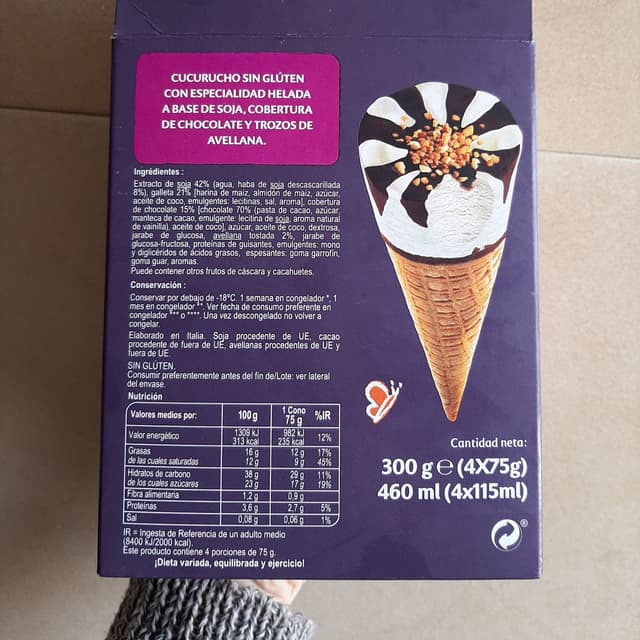 CUCURUCHO SIN GLÚTEN
CON ESPECIALIDAD HELADA
A BASE DE SOJA, COBERTURA
DE CHOCOLATE Y TROZOS DE
AVELLANA.
Ingrédientes :
Extracto de soja 42% (agua, haba de soja descascarillada
8%), galleta 21% [harina de maiz, almidón de maiz, azúcar,
aceite de coco, emulgentes: lecitinas, sal, aroma], cobertura
de chocolate 15% [chocolate 70% (pasta de cacao, azúcar,
manteca de cacao, emulgente: lecitina de soja, aroma natural
de vainilla), aceite de coco], azúcar, aceite de coco, dextrosa,
jarabe de glucosa, avellana tostada 2%, jarabe de
glucosa-fructosa, proteínas de guisantes, emulgentes: mono
y diglicéridos de ácidos grasos, espesantes: goma garrofin,
goma guar, aromas.
Puede contener otros frutos de cáscara y cacahuetes.
Conservación :
Conservar por debajo de -18ºC. 1 semana en congelador *, 1
mes en congelador **. Ver fecha de consumo preferente en
congelador *** o ****. Una vez descongelado no volver a
congelar.
Elaborado en Italia. Soja procedente de UE, cacao
procedente de fuera de UE, avellanas procedentes de UE y
fuera de UE.
SIN GLÚTEN.
Consumir preferentemente antes del fin de/Lote: ver lateral
del envase.
Nutrición
Valores medios por: 100 g 1 Cono 75 g %IR
Valor energético 1309 kJ 313 kcal 982 kJ 235 kcal 12%
Grasas 16 g 12 g 17%
de las cuales saturadas 12 g 9 g 45%
Hidratos de carbono 38 g 29 g 11%
de los cuales azúcares 23 g 17 g 19%
Fibra alimentaria 1,2 g 0,9 g
Proteínas 3,6 g 2,7 g 5%
Sal 0,08 g 0,06 g 1%
IR = Ingesta de Referencia de un adulto medio
(8400 kJ/2000 kcal).
Este producto contiene 4 porciones de 75 g.
¡Dieta variada, equilibrada y ejercicio!
Cantidad neta:
300 g e (4X75g)
460 ml (4x115ml)